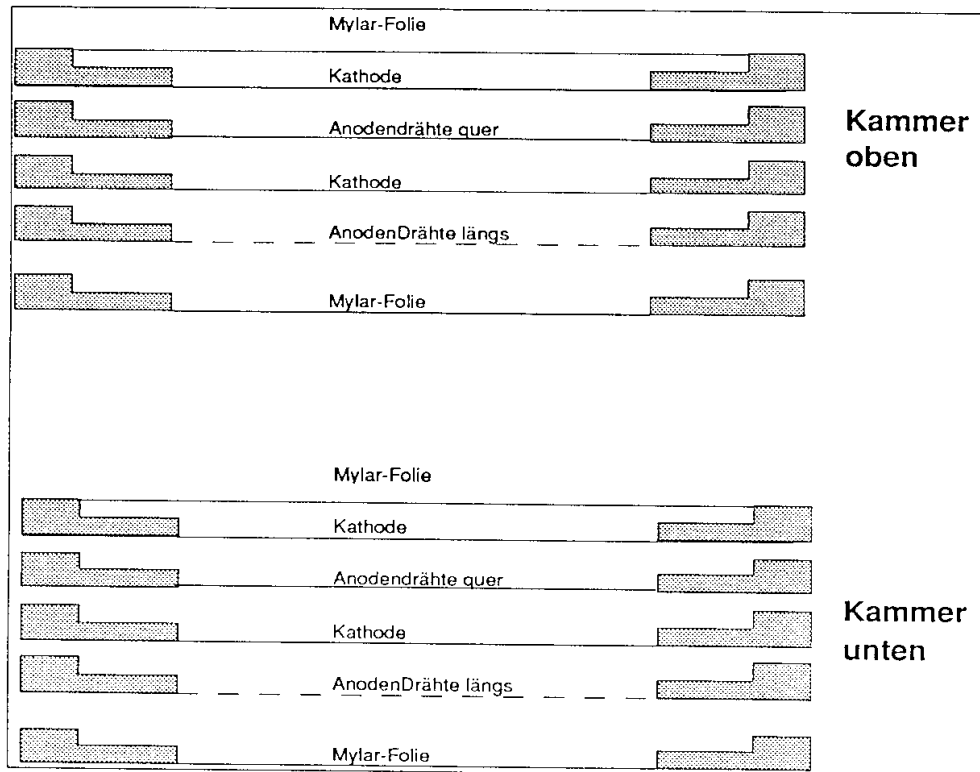 Mylar-Folie
Kathode
Anodendrähte quer
Kathode
AnodenDrähte längs
Mylar-Folie
Kammer
oben
Mylar-Folie
Kathode
Anodendrähte quer
Kathode
AnodenDrähte längs
Mylar-Folie
Kammer
unten